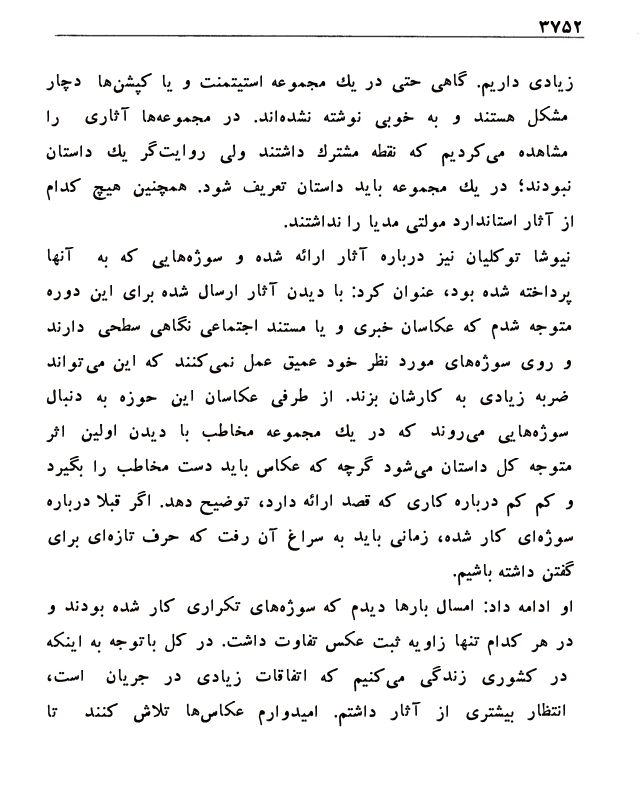 ۳۷۵۲
زیادی داریم. گاهی حتی در یك مجموعه استیتمنت و یا کپشن‌ها دچار
مشکل هستند و به خوبی نوشته نشده‌اند. در مجموعه‌ها آثاری را
مشاهده می‌کردیم که نقطه مشترك داشتند ولی روایت‌گر یك داستان
نبودند؛ در یك مجموعه باید داستان تعریف شود. همچنین هیچ کدام
از آثار استاندارد مولتی مدیا را نداشتند.
نیوشا توکلیان نیز درباره آثار ارائه شده و سوژه‌هایی که به آنها
پرداخته شده بود، عنوان کرد: با دیدن آثار ارسال شده برای این دوره
متوجه شدم که عکاسان خبری و یا مستند اجتماعی نگاهی سطحی دارند
و روی سوژه‌های مورد نظر خود عمیق عمل نمی‌کنند که این می‌تواند
ضربه زیادی به کارشان بزند. از طرفی عکاسان این حوزه به دنبال
سوژه‌هایی می‌روند که در یك مجموعه مخاطب با دیدن اولین اثر
متوجه کل داستان می‌شود گرچه که عکاس باید دست مخاطب را بگیرد
و کم کم درباره کاری که قصد ارائه دارد، توضیح دهد. اگر قبلا درباره
سوژه‌ای کار شده، زمانی باید به سراغ آن رفت که حرف تازه‌ای برای
گفتن داشته باشیم.
او ادامه داد: امسال بارها دیدم که سوژه‌های تکراری کار شده بودند و
در هر کدام تنها زاویه ثبت عکس تفاوت داشت. در کل باتوجه به اینکه
در کشوری زندگی می‌کنیم که اتفاقات زیادی در جریان است،
انتظار بیشتری از آثار داشتم. امیدوارم عکاس‌ها تلاش کنند تا